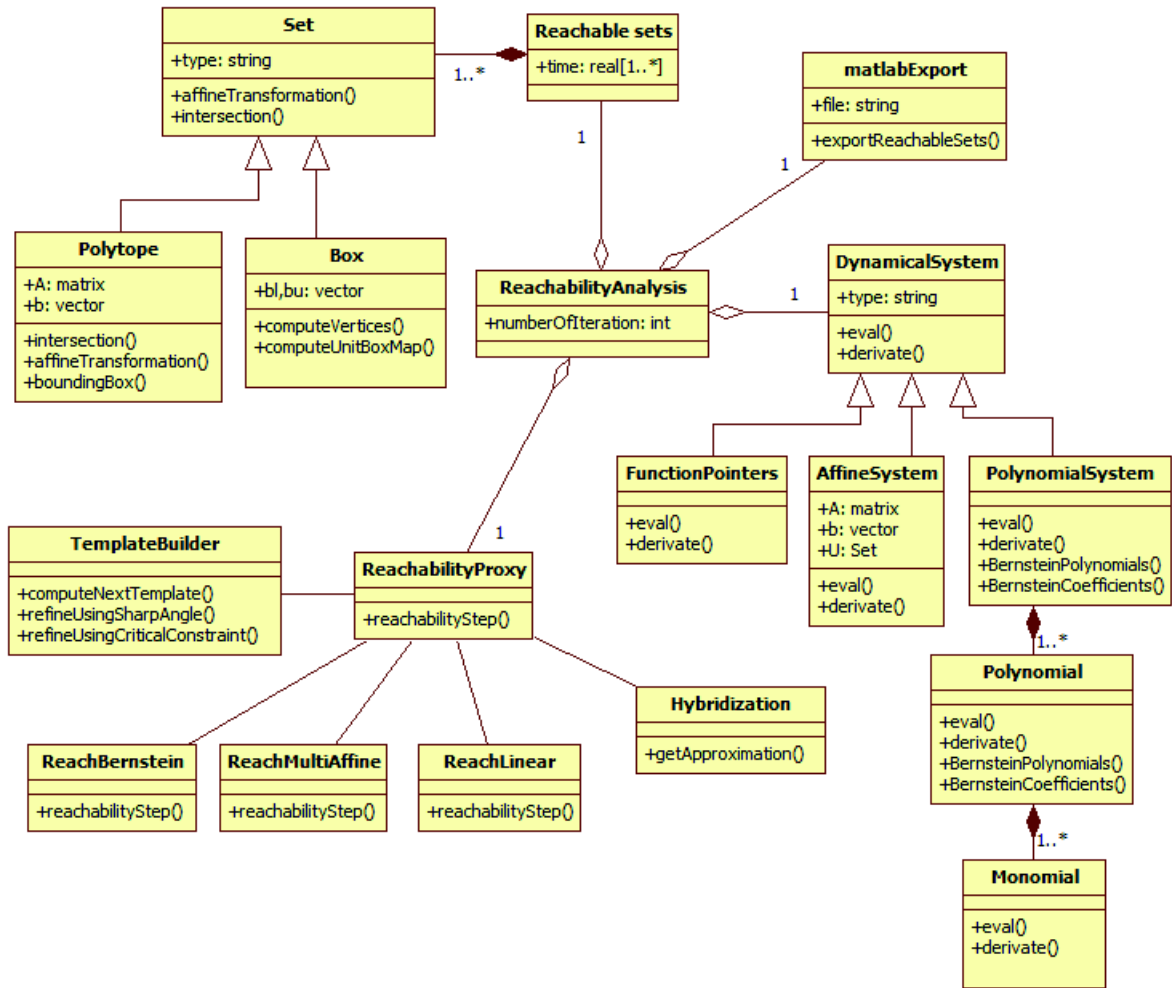 Set
+type: string
+affineTransformation()
+intersection()
1..*
Reachable sets
+time: real[1..*]
1
matlabExport
+file: string
+exportReachableSets()
1
Polytope
+A: matrix
+b: vector
+intersection()
+affineTransformation()
+boundingBox()
Box
+bl,bu: vector
+computeVertices()
+computeUnitBoxMap()
ReachabilityAnalysis
+numberOfIteration: int
1
DynamicalSystem
+type: string
+eval()
+derivate()
FunctionPointers
+eval()
+derivate()
AffineSystem
+A: matrix
+b: vector
+U: Set
+eval()
+derivate()
PolynomialSystem
+eval()
+derivate()
+BernsteinPolynomials()
+BernsteinCoefficients()
1..*
TemplateBuilder
+computeNextTemplate()
+refineUsingSharpAngle()
+refineUsingCriticalConstraint()
1
ReachabilityProxy
+reachabilityStep()
Polynomial
+eval()
+derivate()
+BernsteinPolynomials()
+BernsteinCoefficients()
1..*
Hybridization
+getApproximation()
ReachBernstein
+reachabilityStep()
ReachMultiAffine
+reachabilityStep()
ReachLinear
+reachabilityStep()
Monomial
+eval()
+derivate()